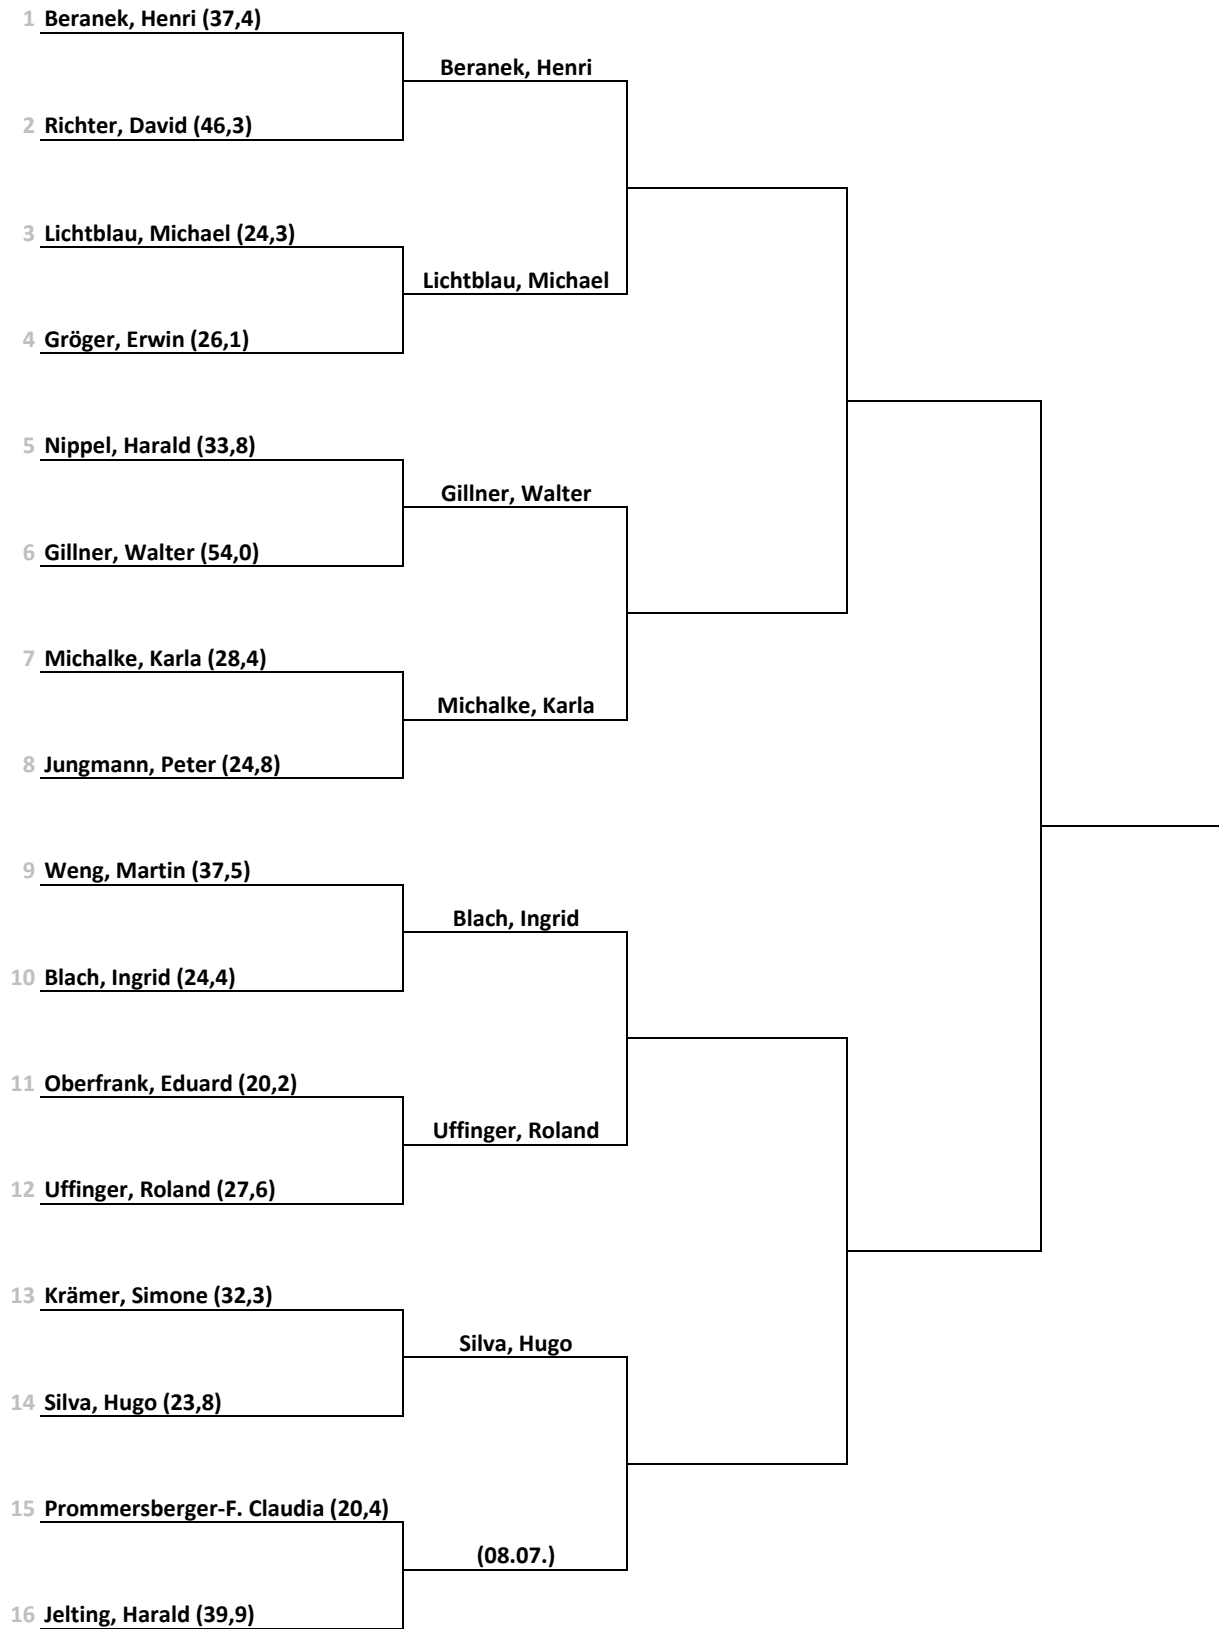 1 Beranek, Henri (37,4)
Beranek, Henri
2 Richter, David (46,3)
3 Lichtblau, Michael (24,3)
Lichtblau, Michael
4 Gröger, Erwin (26,1)
5 Nippel, Harald (33,8)
Gillner, Walter
6 Gillner, Walter (54,0)
7 Michalke, Karla (28,4)
Michalke, Karla
8 Jungmann, Peter (24,8)
9 Weng, Martin (37,5)
Blach, Ingrid
10 Blach, Ingrid (24,4)
11 Oberfrank, Eduard (20,2)
Uffinger, Roland
12 Uffinger, Roland (27,6)
13 Krämer, Simone (32,3)
Silva, Hugo
14 Silva, Hugo (23,8)
15 Prommersberger-F. Claudia (20,4)
(08.07.)
16 Jelting, Harald (39,9)